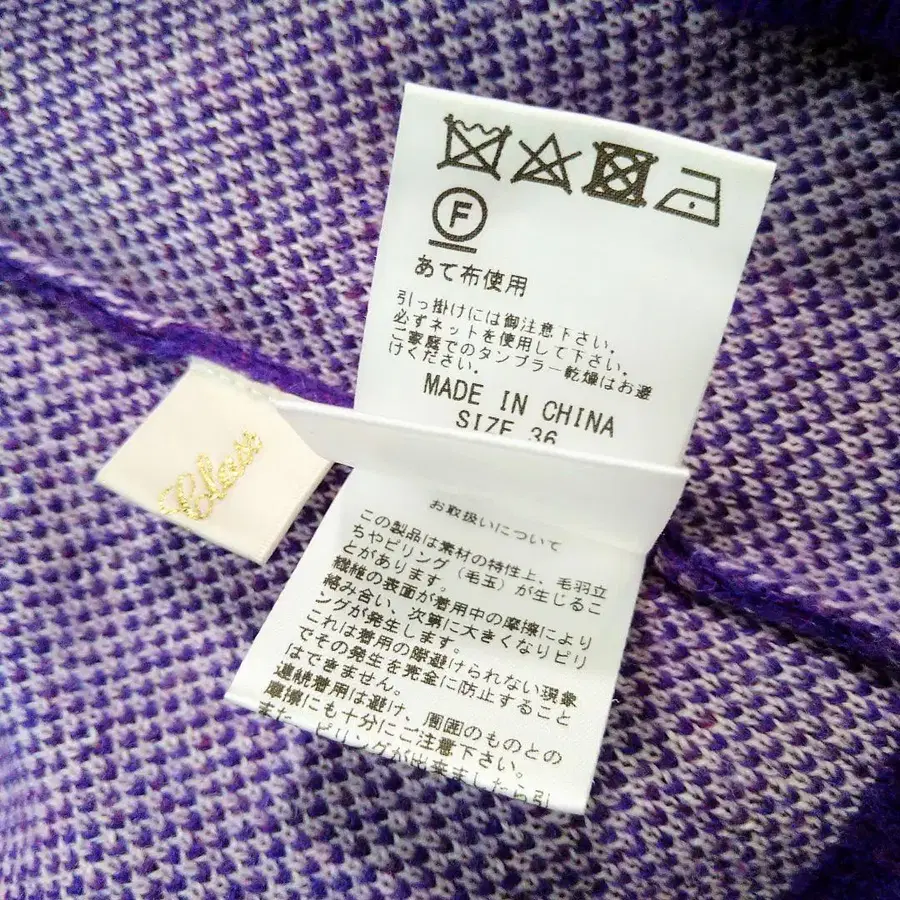 F
あて布使用
引っ掛けには御注意下さい.
必ずネットを使用して下さい.
ご家庭でのタンブラー乾燥はお避
けください.
MADE IN CHINA
SIZE 36
Class
お取扱いについて
この製品は素材の特性上、毛羽立
ちやピリング(毛玉)が生じるこ
とがあります。
繊維の表面が着用中の摩擦により
絡み合い、次第に大きくなりピリ
ングが発生します。
これは着用の際避けられない現象
でその発生を完全に防止すること
はできません。
連続着用は避け、周囲のものとの
摩擦にも十分にご注意下さい。
また、ピリングが出来ましたら引